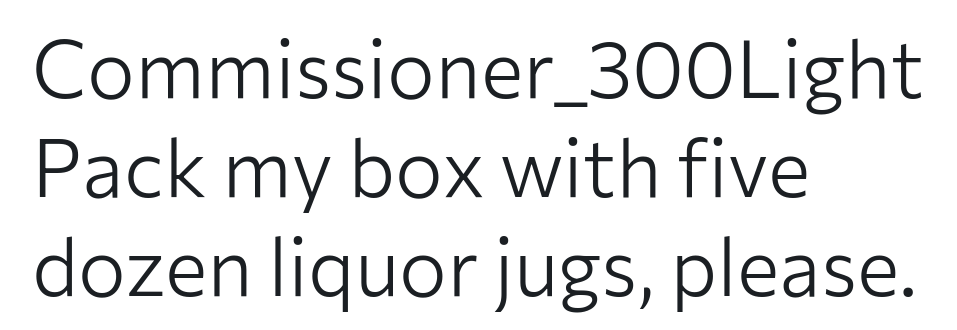 Commissioner_300Light
Pack my box with five
dozen liquor jugs, please.